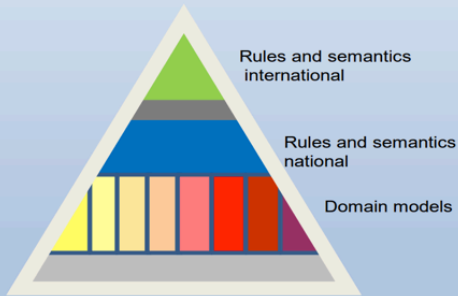 Rules and semantics
international
Rules and semantics
national
Domain models